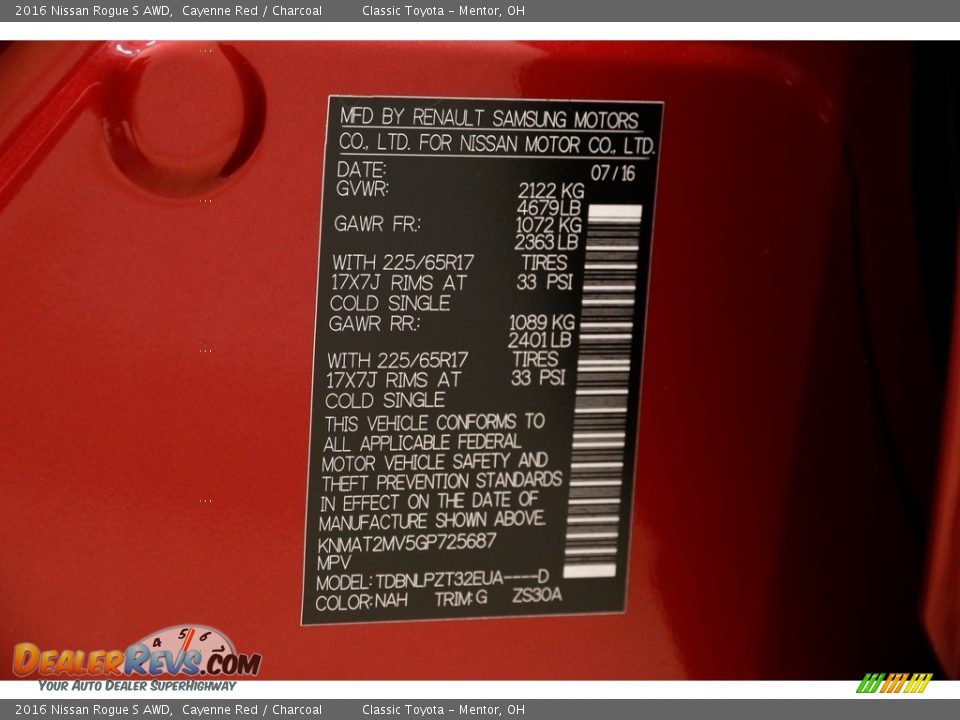 2016 Nissan Rogue S AWD,  Cayenne Red / Charcoal        Classic Toyota – Mentor, OH
MFD BY RENAULT SAMSUNG MOTORS
CO., LTD. FOR NISSAN MOTOR CO., LTD.
DATE: 07/16
GVWR: 2122 KG
4679 LB
GAWR FR.: 1072 KG
2363 LB
WITH 225/65R17 TIRES
17X7J RIMS AT 33 PSI
COLD SINGLE
GAWR RR.: 1089 KG
2401 LB
WITH 225/65R17 TIRES
17X7J RIMS AT 33 PSI
COLD SINGLE
THIS VEHICLE CONFORMS TO
ALL APPLICABLE FEDERAL
MOTOR VEHICLE SAFETY AND
THEFT PREVENTION STANDARDS
IN EFFECT ON THE DATE OF
MANUFACTURE SHOWN ABOVE.
KNMAT2MV5GP725687
MPV
MODEL: TDBNLPZT32EUA----D
COLOR: NAH TRIM: G ZS30A
4 5 6
DEALERREVS.COM
YOUR AUTO DEALER SUPERHIGHWAY
2016 Nissan Rogue S AWD,  Cayenne Red / Charcoal        Classic Toyota – Mentor, OH